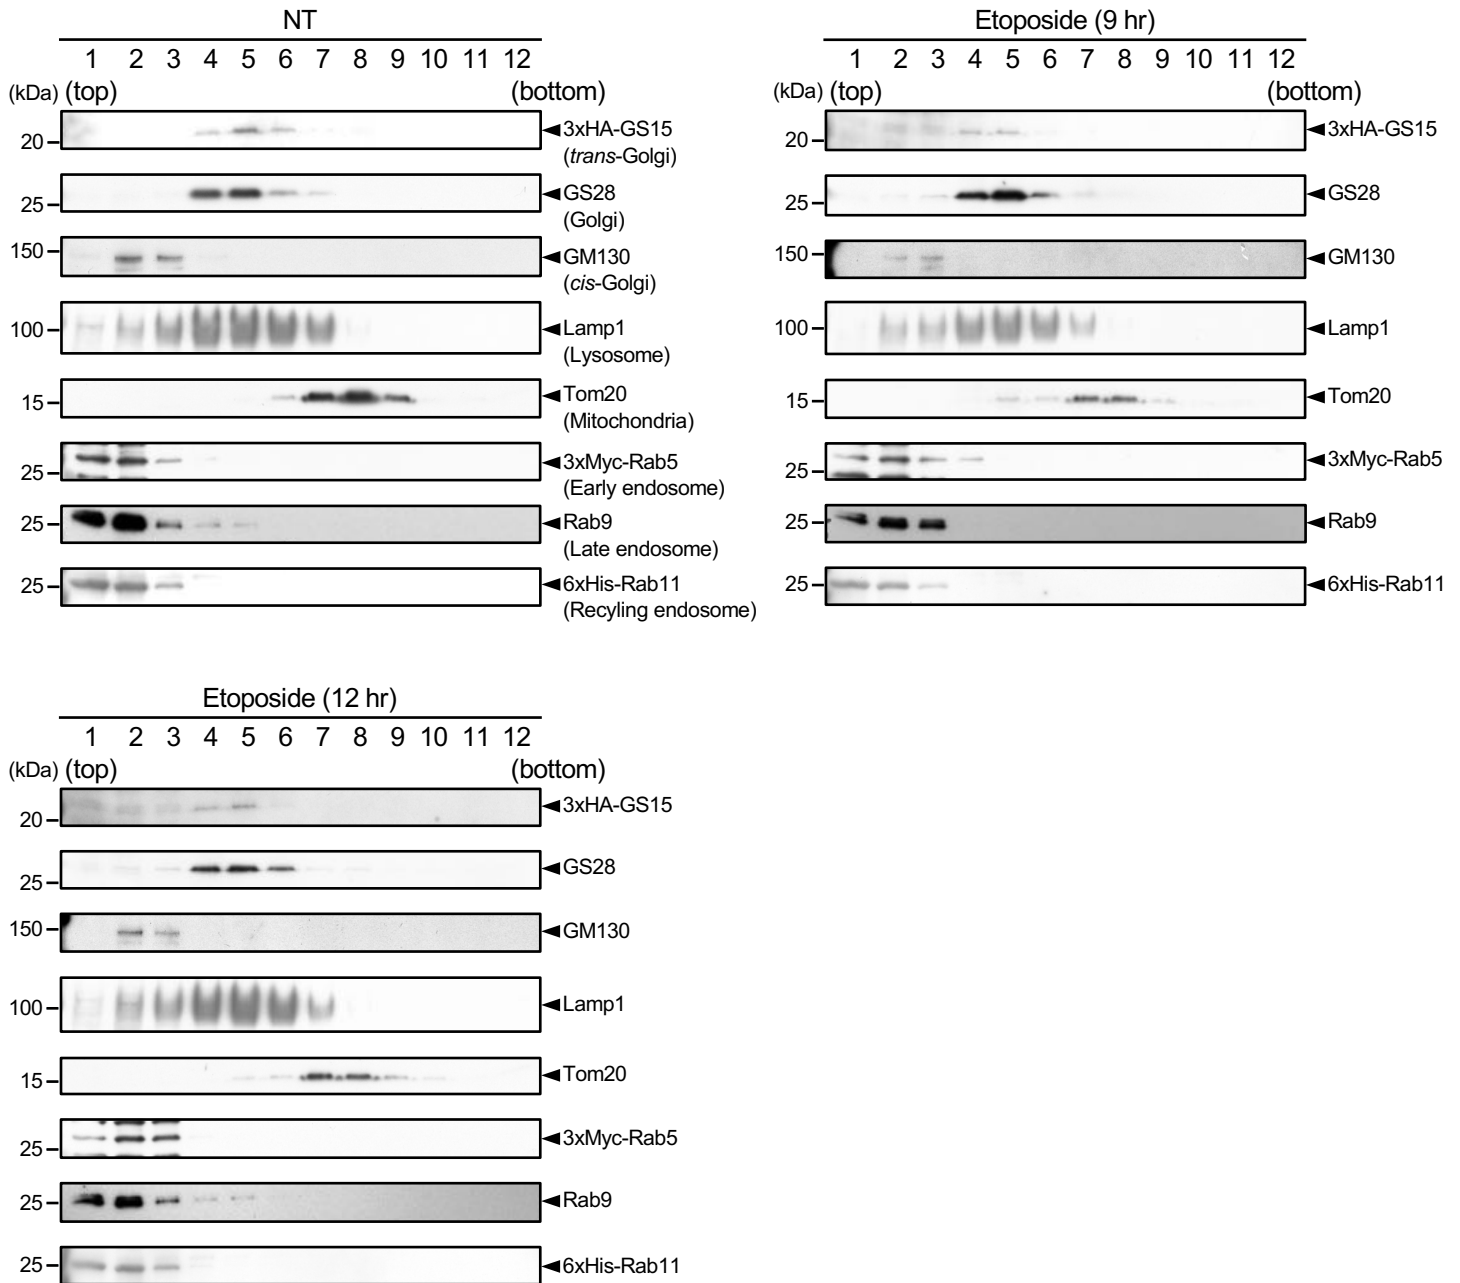 NT
1 2 3 4 5 6 7 8 9 10 11 12
(kDa) (top) (bottom)
20 3xHA-GS15
(trans-Golgi)
25 GS28
(Golgi)
150 GM130
(cis-Golgi)
100 Lamp1
(Lysosome)
15 Tom20
(Mitochondria)
25 3xMyc-Rab5
(Early endosome)
25 Rab9
(Late endosome)
25 6xHis-Rab11
(Recyling endosome)
Etoposide (9 hr)
1 2 3 4 5 6 7 8 9 10 11 12
(kDa) (top) (bottom)
20 3xHA-GS15
25 GS28
150 GM130
100 Lamp1
15 Tom20
25 3xMyc-Rab5
25 Rab9
25 6xHis-Rab11
Etoposide (12 hr)
1 2 3 4 5 6 7 8 9 10 11 12
(kDa) (top) (bottom)
20 3xHA-GS15
25 GS28
150 GM130
100 Lamp1
15 Tom20
25 3xMyc-Rab5
25 Rab9
25 6xHis-Rab11